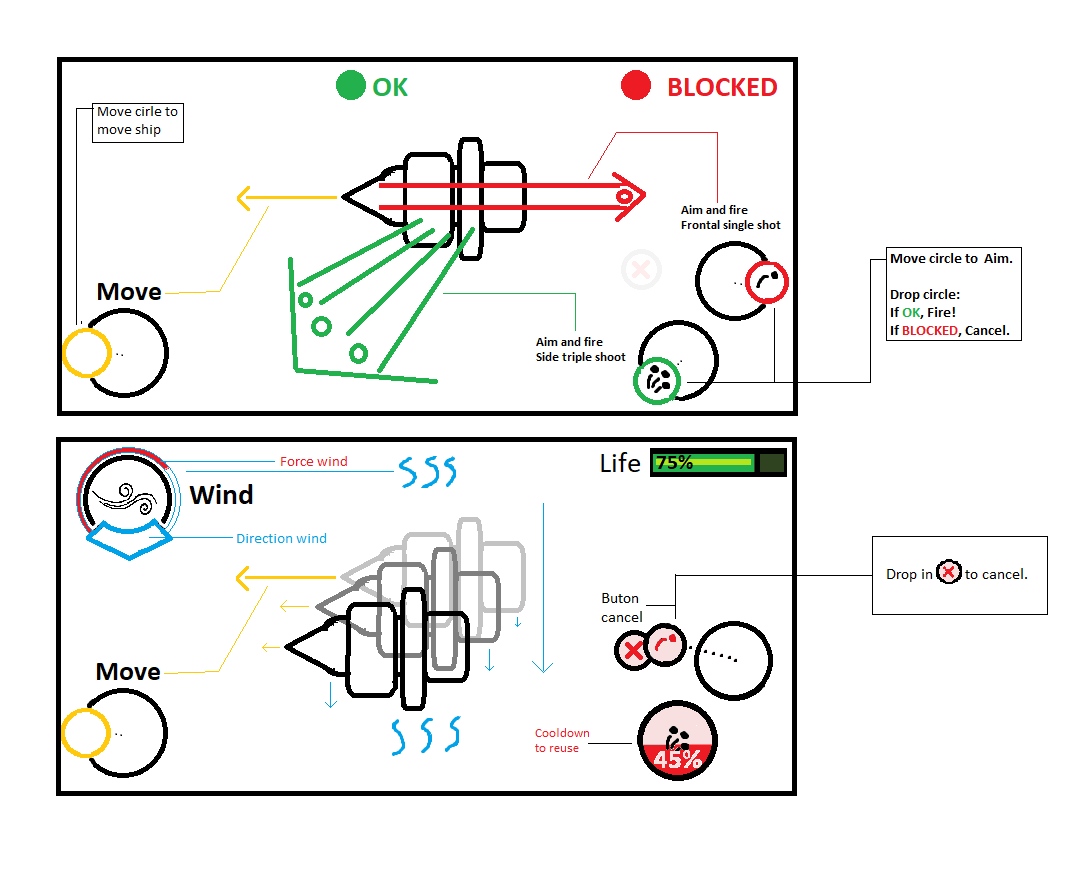 OK
BLOCKED
Move cirle to
move ship
Aim and fire
Frontal single shot
Move circle to Aim.
Drop circle:
If OK, Fire!
If BLOCKED, Cancel.
Move
Aim and fire
Side triple shoot
Force wind
Life
75%
Wind
Direction wind
Drop in
to cancel.
Buton
cancel
Move
Cooldown
to reuse
45%